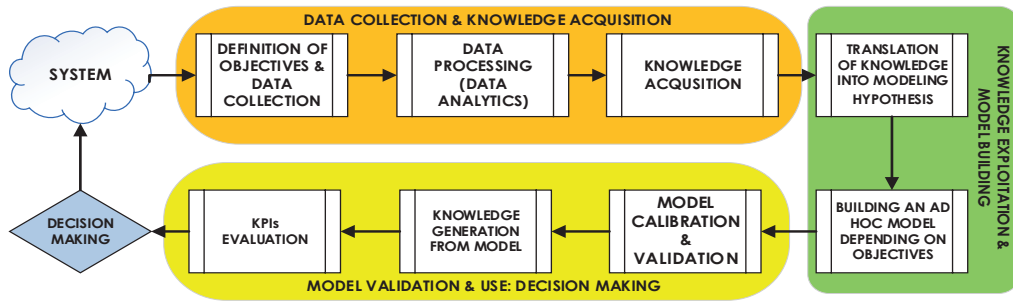 DATA COLLECTION & KNOWLEDGE ACQUISITION
SYSTEM
DEFINITION OF
OBJECTIVES &
DATA
COLLECTION
DATA
PROCESSING
(DATA
ANALYTICS)
KNOWLEDGE
ACQUSITION
TRANSLATION
OF KNOWLEDGE
INTO MODELING
HYPOTHESIS
KNOWLEDGE EXPLOITATION &
MODEL BUILDING
BUILDING AN AD
HOC MODEL
DEPENDING ON
OBJECTIVES
MODEL
CALIBRATION
&
VALIDATION
KNOWLEDGE
GENERATION
FROM MODEL
KPIs
EVALUATION
DECISION
MAKING
MODEL VALIDATION & USE: DECISION MAKING